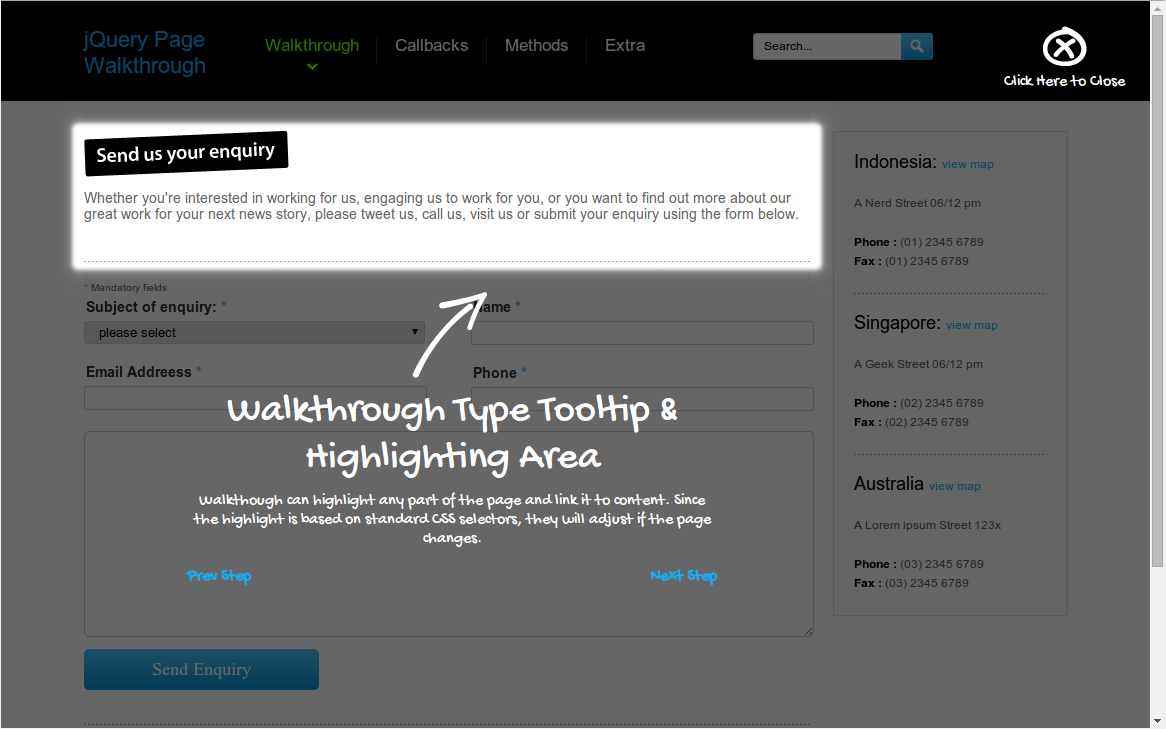 jQuery Page
Walkthrough
Walkthrough
Callbacks
Methods
Extra
Search...
Click Here to Close
Send us your enquiry
Whether you're interested in working for us, engaging us to work for you, or you want to find out more about our
great work for your next news story, please tweet us, call us, visit us or submit your enquiry using the form below.
* Mandatory fields
Subject of enquiry: *
please select
Name *
Email Addreess *
Phone *
Walkthrough Type Tooltip &
Highlighting Area
Walkthough can highlight any part of the page and link it to content. Since
the highlight is based on standard CSS selectors, they will adjust if the page
changes.
Prev Step
Next Step
Send Enquiry
Indonesia: view map
A Nerd Street 06/12 pm
Phone : (01) 2345 6789
Fax : (01) 2345 6789
Singapore: view map
A Geek Street 06/12 pm
Phone : (02) 2345 6789
Fax : (02) 2345 6789
Australia view map
A Lorem ipsum Street 123x
Phone : (03) 2345 6789
Fax : (03) 2345 6789